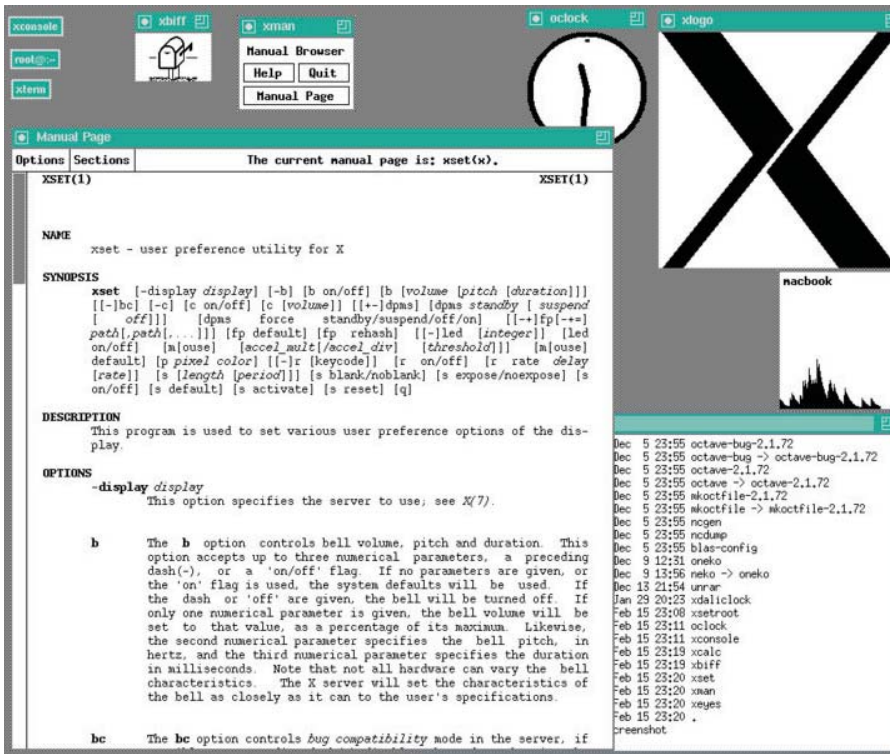 xconsole
root@:~
xterm
xbiff
xman
Manual Browser
Help Quit
Manual Page
oclock
xlogo
Manual Page
Options Sections The current manual page is: xset(x).
XSET(1) XSET(1)
NAME
xset - user preference utility for X
SYNOPSIS
xset [-display display] [-b] [b on/off] [b [volume [pitch [duration]]]
[[-]bc] [-c] [c on/off] [c [volume]] [[+-]dpms] [dpms standby [ suspend
[ off]]] [dpms force standby/suspend/off/on] [[-+]fp[-+=]
path[,path[,...]]] [fp default] [fp rehash] [[-]led [integer]] [led
on/off] [m[ouse] [accel_mult[/accel_div] [threshold]]] [m[ouse]
default] [p pixel color] [[-]r [keycode]] [r on/off] [r rate delay
[rate]] [s [length [period]]] [s blank/noblank] [s expose/noexpose] [s
on/off] [s default] [s activate] [s reset] [q]
DESCRIPTION
This program is used to set various user preference options of the dis-
play.
OPTIONS
-display display
This option specifies the server to use; see X(7).
b The b option controls bell volume, pitch and duration. This
option accepts up to three numerical parameters, a preceding
dash(-), or a 'on/off' flag. If no parameters are given, or
the 'on' flag is used, the system defaults will be used. If
the dash or 'off' are given, the bell will be turned off. If
only one numerical parameter is given, the bell volume will be
set to that value, as a percentage of its maximum. Likewise,
the second numerical parameter specifies the bell pitch, in
hertz, and the third numerical parameter specifies the duration
in milliseconds. Note that not all hardware can vary the bell
characteristics. The X server will set the characteristics of
the bell as closely as it can to the user's specifications.
bc The bc option controls bug compatibility mode in the server, if
macbook
Dec 5 23:55 octave-bug-2.1.72
Dec 5 23:55 octave-bug -> octave-bug-2.1.72
Dec 5 23:55 octave-2.1.72
Dec 5 23:55 octave -> octave-2.1.72
Dec 5 23:55 mkoctfile-2.1.72
Dec 5 23:55 mkoctfile -> mkoctfile-2.1.72
Dec 5 23:55 ncgen
Dec 5 23:55 ncdump
Dec 5 23:55 blas-config
Dec 9 12:31 oneko
Dec 9 13:56 neko -> oneko
Dec 13 21:54 unrar
Jan 29 20:23 xdaliclock
Feb 15 23:08 xsetroot
Feb 15 23:11 oclock
Feb 15 23:11 xconsole
Feb 15 23:19 xcalc
Feb 15 23:19 xbiff
Feb 15 23:20 xset
Feb 15 23:20 xman
Feb 15 23:20 xeyes
Feb 15 23:20 .
creenshot